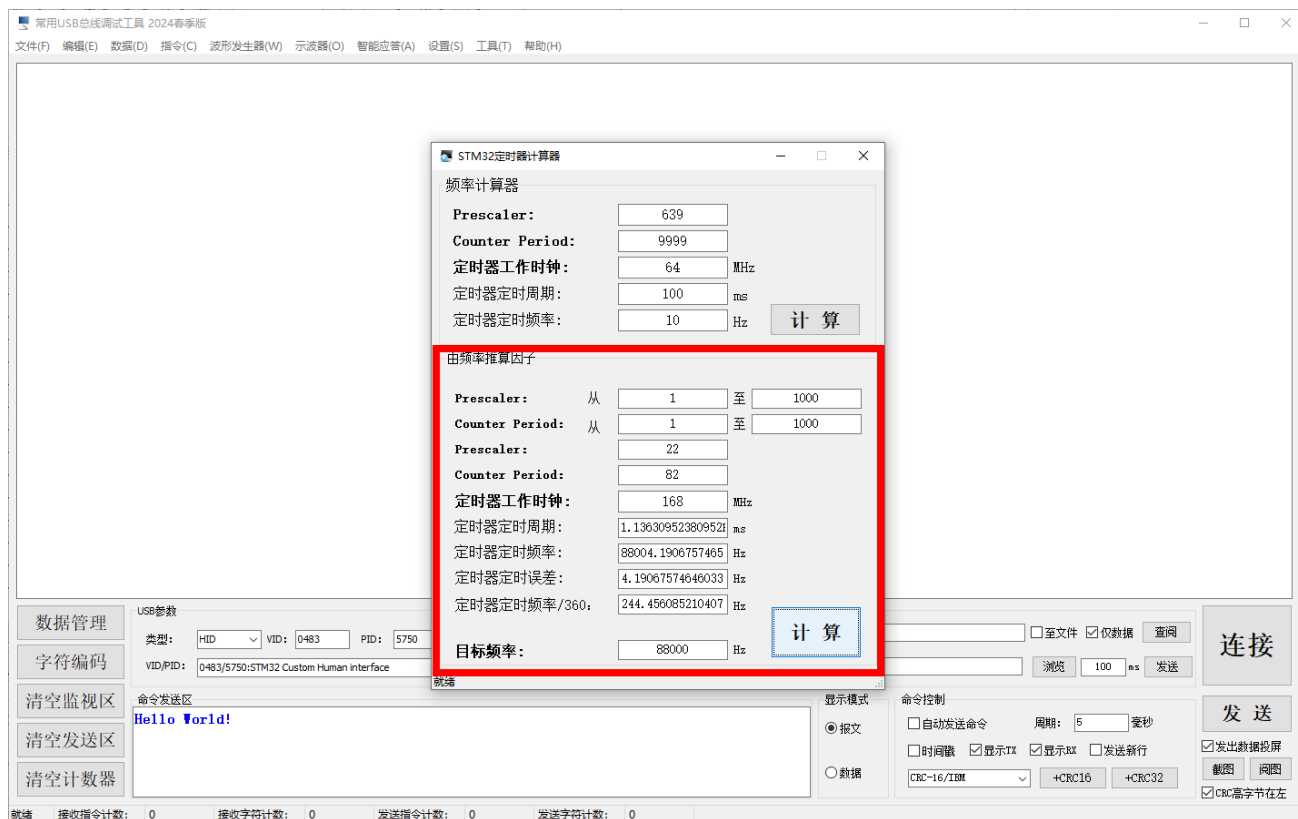 常用USB总线调试工具 2024春季版
文件(F) 编辑(E) 数据(D) 指令(C) 波形发生器(W) 示波器(O) 智能应答(A) 设置(S) 工具(T) 帮助(H)
STM32定时器计算器
频率计算器
Prescaler: 639
Counter Period: 9999
定时器工作时钟: 64 MHz
定时器定时周期: 100 ms
定时器定时频率: 10 Hz
计 算
由频率推算因子
Prescaler: 从 1 至 1000
Counter Period: 从 1 至 1000
Prescaler: 22
Counter Period: 82
定时器工作时钟: 168 MHz
定时器定时周期: 1.13630952380952 ms
定时器定时频率: 88004.1906757465 Hz
定时器定时误差: 4.19067574646033 Hz
定时器定时频率/360: 244.456085210407 Hz
目标频率: 88000 Hz
计 算
就绪
数据管理
字符编码
清空监视区
清空发送区
清空计数器
USB参数
类型: HID VID: 0483 PID: 5750
VID/PID: 0483/5750:STM32 Custom Human interface
至文件 仅数据 查阅
浏览 100 ms 发送
连接
命令发送区
Hello World!
显示模式
报文
数据
命令控制
自动发送命令 周期: 5 毫秒
时间戳 显示TX 显示RX 发送新行
CRC-16/IBM +CRC16 +CRC32
发 送
发出数据投屏
截图 阅图
CRC高字节在左
就绪 接收指令计数: 0 接收字符计数: 0 发送指令计数: 0 发送字符计数: 0